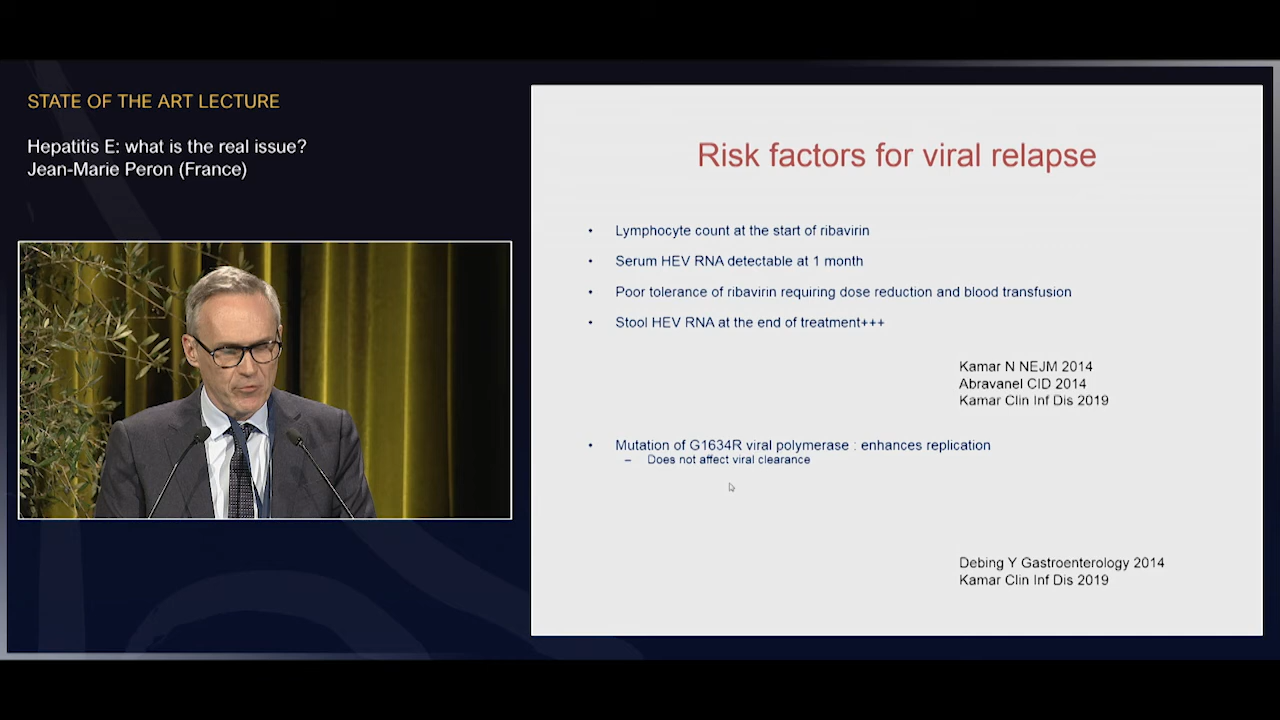 STATE OF THE ART LECTURE
Hepatitis E: what is the real issue?
Jean-Marie Peron (France)
Risk factors for viral relapse
• Lymphocyte count at the start of ribavirin
• Serum HEV RNA detectable at 1 month
• Poor tolerance of ribavirin requiring dose reduction and blood transfusion
• Stool HEV RNA at the end of treatment+++
Kamar N NEJM 2014
Abravanel CID 2014
Kamar Clin Inf Dis 2019
• Mutation of G1634R viral polymerase : enhances replication
– Does not affect viral clearance
Debing Y Gastroenterology 2014
Kamar Clin Inf Dis 2019